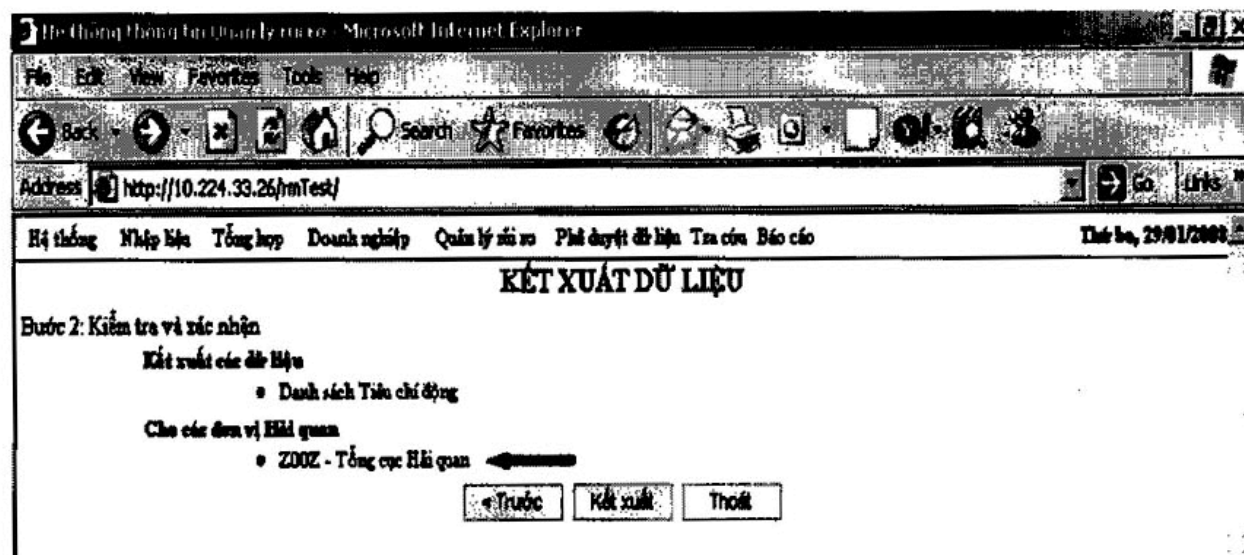 He thống thông tin Quan ly rui ro - Microsoft Internet Explorer
File Edit View Favorites Tools Help
Back Search Favorites
Address http://10.224.33.26/rmTest/ Go Links
Hệ thống Nhập liệu Tổng hợp Doanh nghiệp Quản lý rủi ro Phê duyệt dữ liệu Tra cứu Báo cáo Thứ ba, 29/01/2008
KẾT XUẤT DỮ LIỆU
Bước 2: Kiểm tra và xác nhận
Kết xuất các dữ liệu
• Danh sách Tiêu chí động
Cho các đơn vị Hải quan
• Z00Z - Tổng cục Hải quan
« Trước Kết xuất Thoát